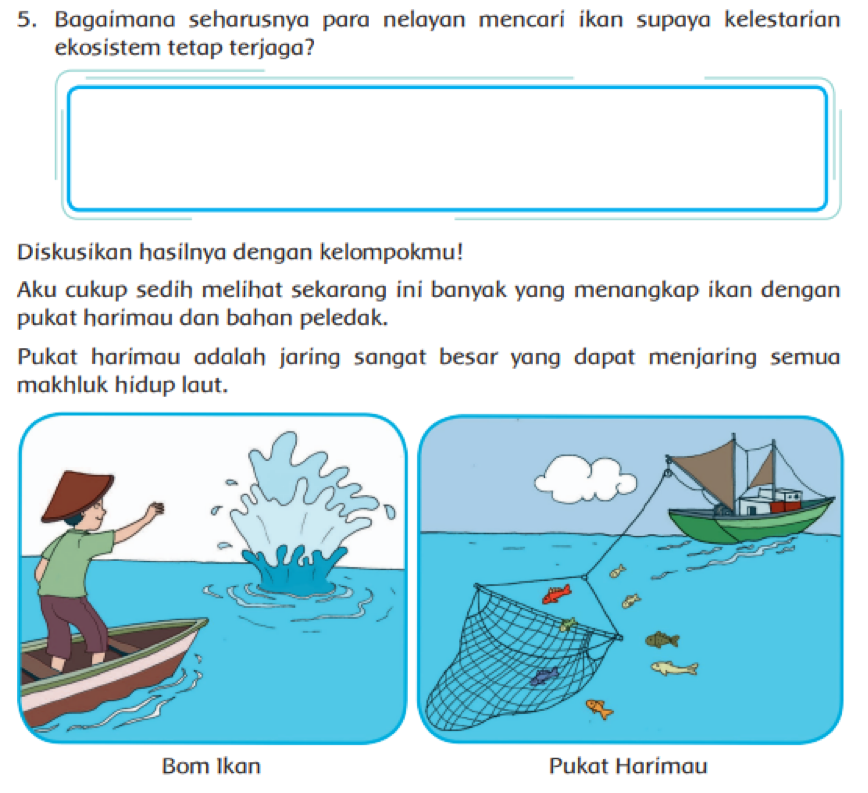 5. Bagaimana seharusnya para nelayan mencari ikan supaya kelestarian
ekosistem tetap terjaga?
Diskusikan hasilnya dengan kelompokmu!
Aku cukup sedih melihat sekarang ini banyak yang menangkap ikan dengan
pukat harimau dan bahan peledak.
Pukat harimau adalah jaring sangat besar yang dapat menjaring semua
makhluk hidup laut.
Bom Ikan
Pukat Harimau